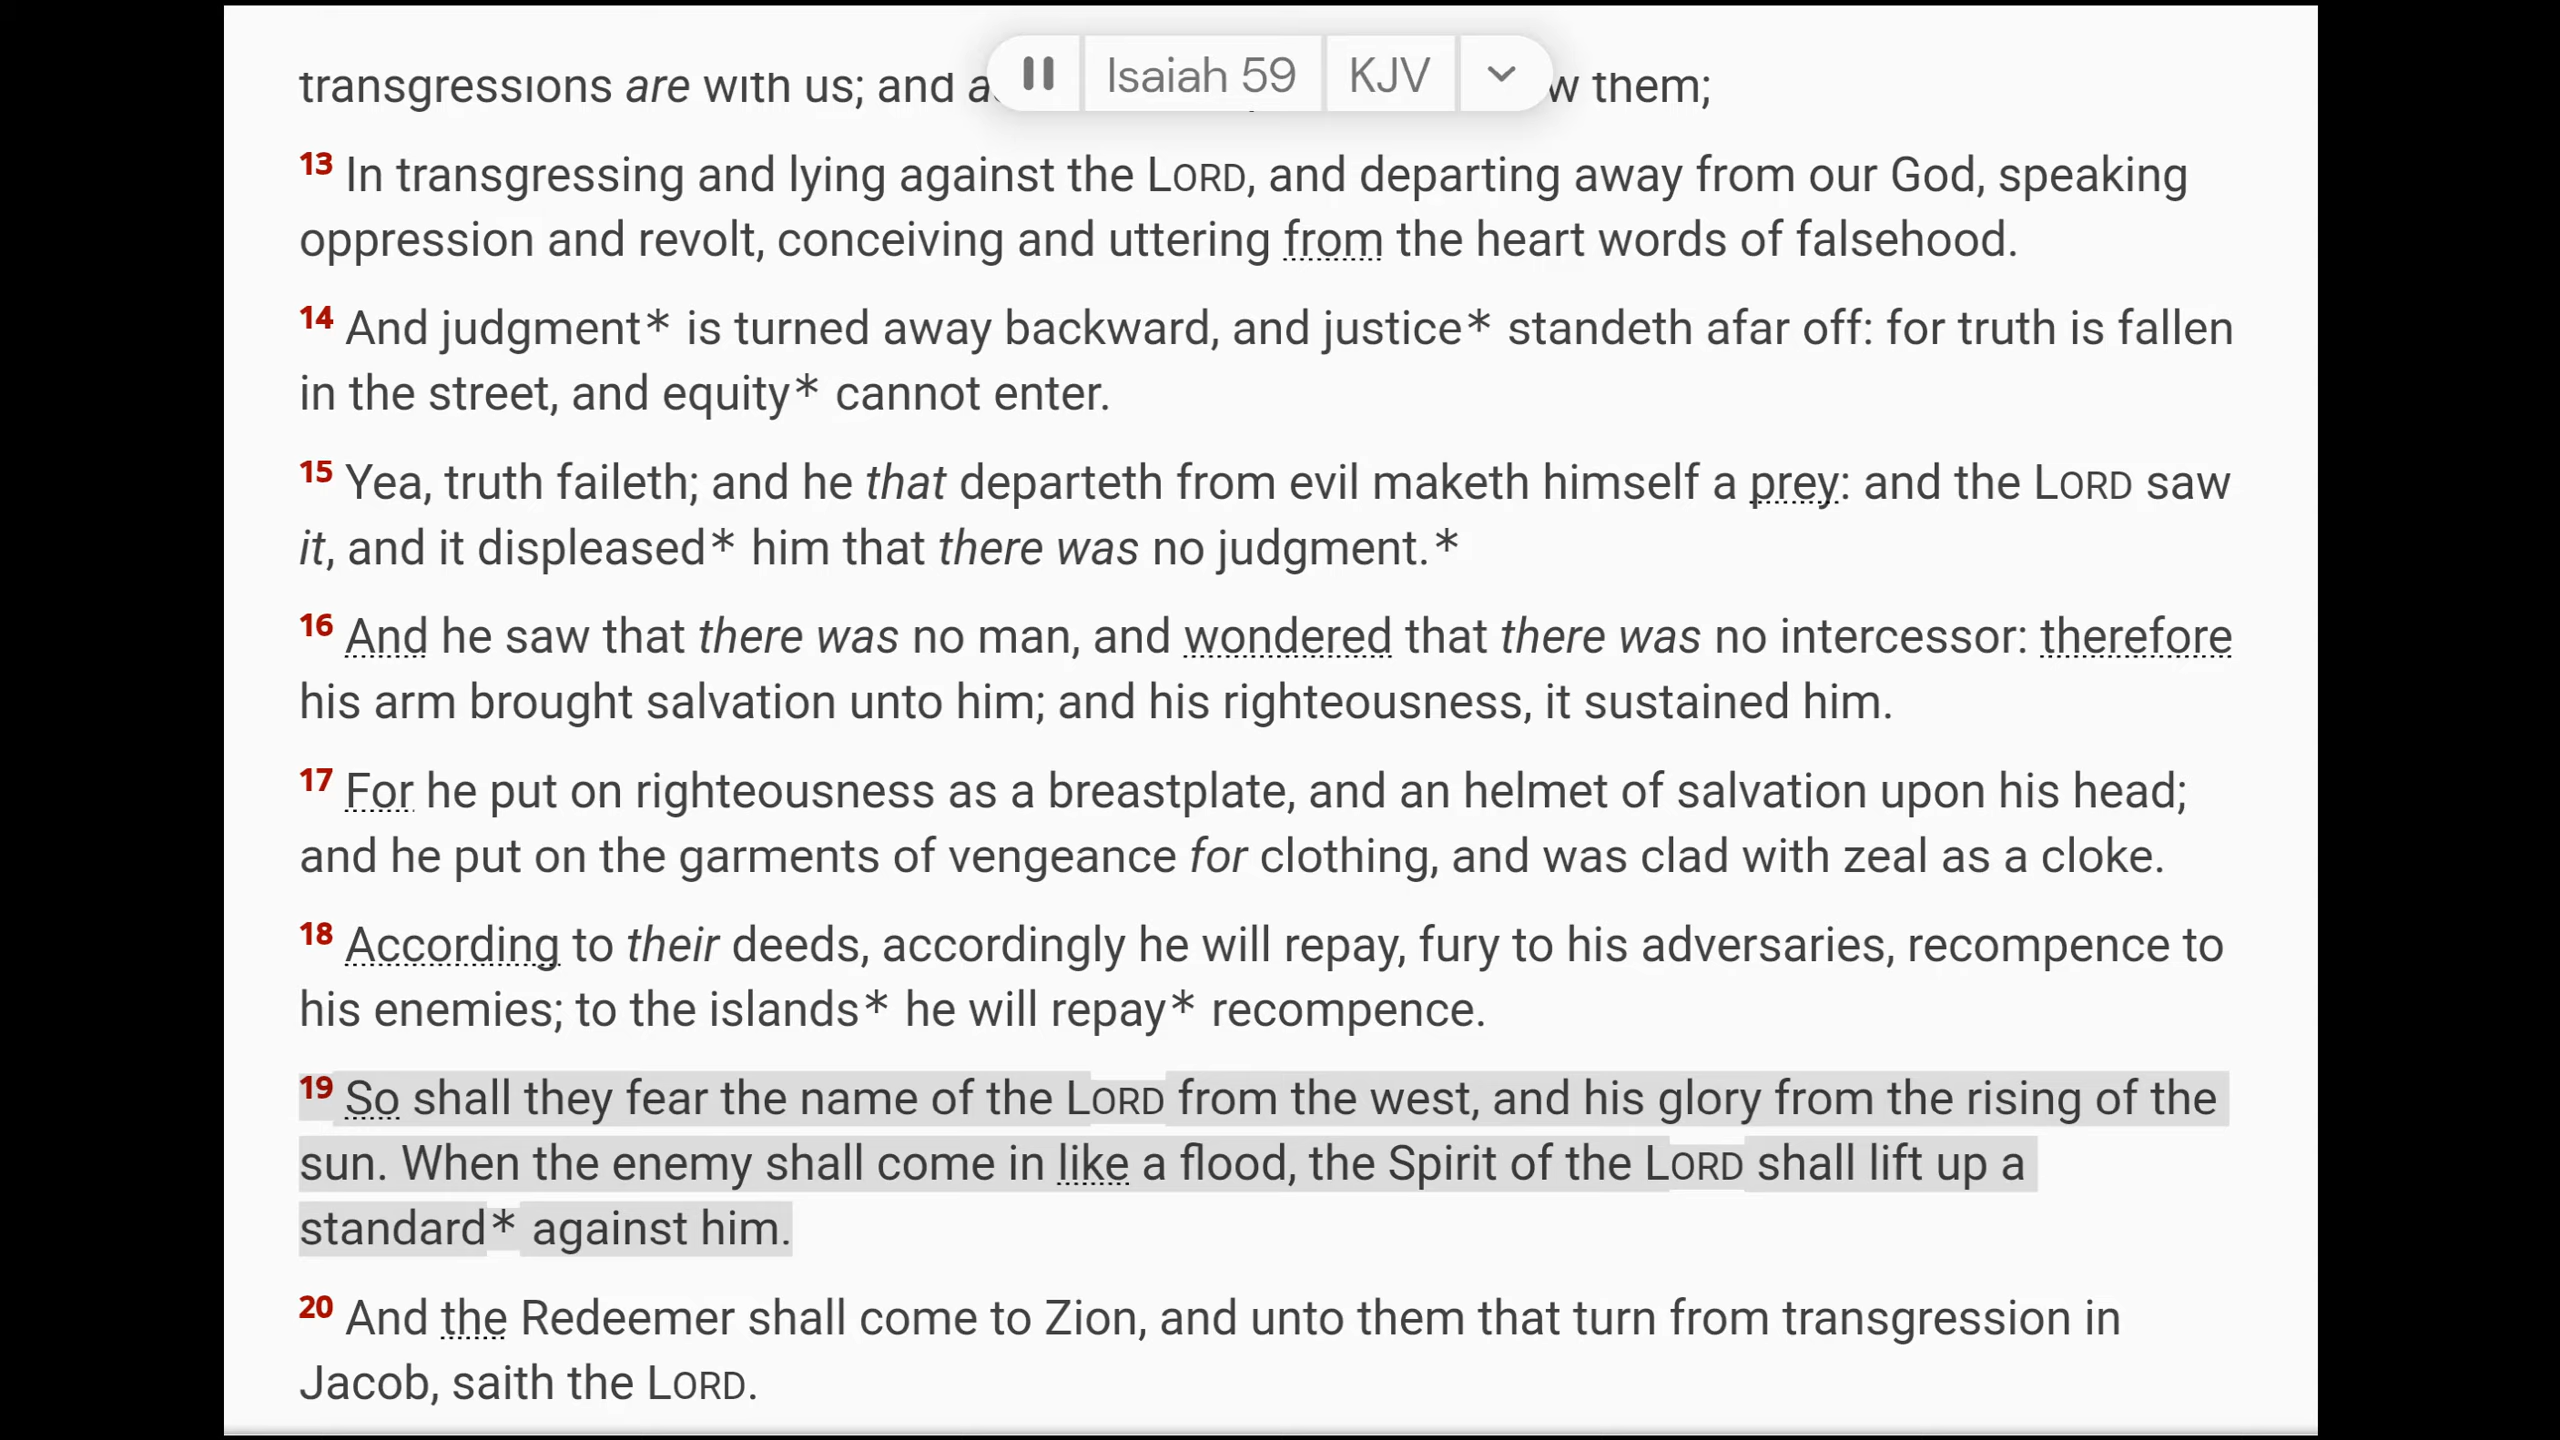 Isaiah 59 KJV
transgressions are with us; and a w them;
13 In transgressing and lying against the LORD, and departing away from our God, speaking
oppression and revolt, conceiving and uttering from the heart words of falsehood.
14 And judgment* is turned away backward, and justice* standeth afar off: for truth is fallen
in the street, and equity* cannot enter.
15 Yea, truth faileth; and he that departeth from evil maketh himself a prey: and the LORD saw
it, and it displeased* him that there was no judgment.*
16 And he saw that there was no man, and wondered that there was no intercessor: therefore
his arm brought salvation unto him; and his righteousness, it sustained him.
17 For he put on righteousness as a breastplate, and an helmet of salvation upon his head;
and he put on the garments of vengeance for clothing, and was clad with zeal as a cloke.
18 According to their deeds, accordingly he will repay, fury to his adversaries, recompence to
his enemies; to the islands* he will repay* recompence.
19 So shall they fear the name of the LORD from the west, and his glory from the rising of the
sun. When the enemy shall come in like a flood, the Spirit of the LORD shall lift up a
standard* against him.
20 And the Redeemer shall come to Zion, and unto them that turn from transgression in
Jacob, saith the LORD.